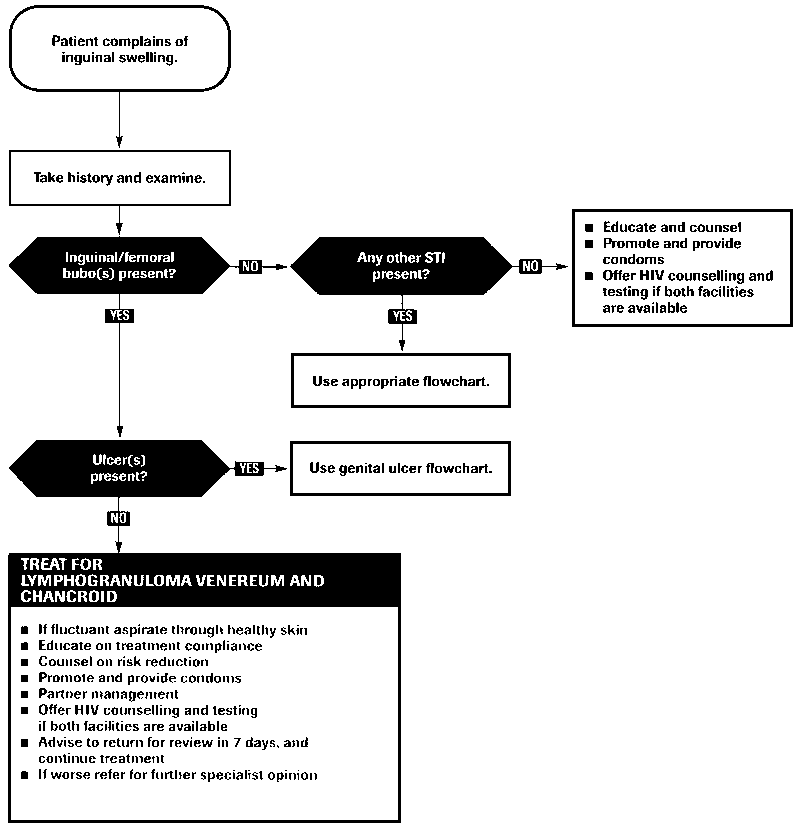 Patient complains of
inguinal swelling.
Take history and examine.
Inguinal/femoral
bubo(s) present?
NO
Any other STI
present?
NO
■ Educate and counsel
■ Promote and provide
condoms
■ Offer HIV counselling and
testing if both facilities
are available
YES
YES
Use appropriate flowchart.
Ulcer(s)
present?
YES
Use genital ulcer flowchart.
NO
TREAT FOR
LYMPHOGRANULOMA VENEREUM AND
CHANCROID
■ If fluctuant aspirate through healthy skin
■ Educate on treatment compliance
■ Counsel on risk reduction
■ Promote and provide condoms
■ Partner management
■ Offer HIV counselling and testing
if both facilities are available
■ Advise to return for review in 7 days, and
continue treatment
■ If worse refer for further specialist opinion